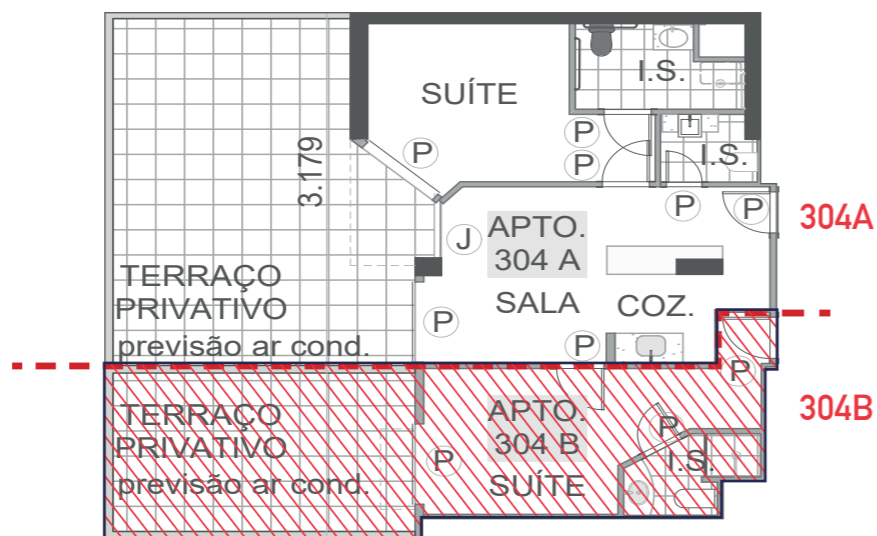 I.S.
SUÍTE
P
P
I.S.
P
P
3.179
P
P
304A
J
APTO.
304 A
TERRAÇO
PRIVATIVO
previsão ar cond.
SALA
COZ.
P
P
P
304B
TERRAÇO
PRIVATIVO
previsão ar cond.
APTO.
304 B
SUÍTE
P
P
I.S.